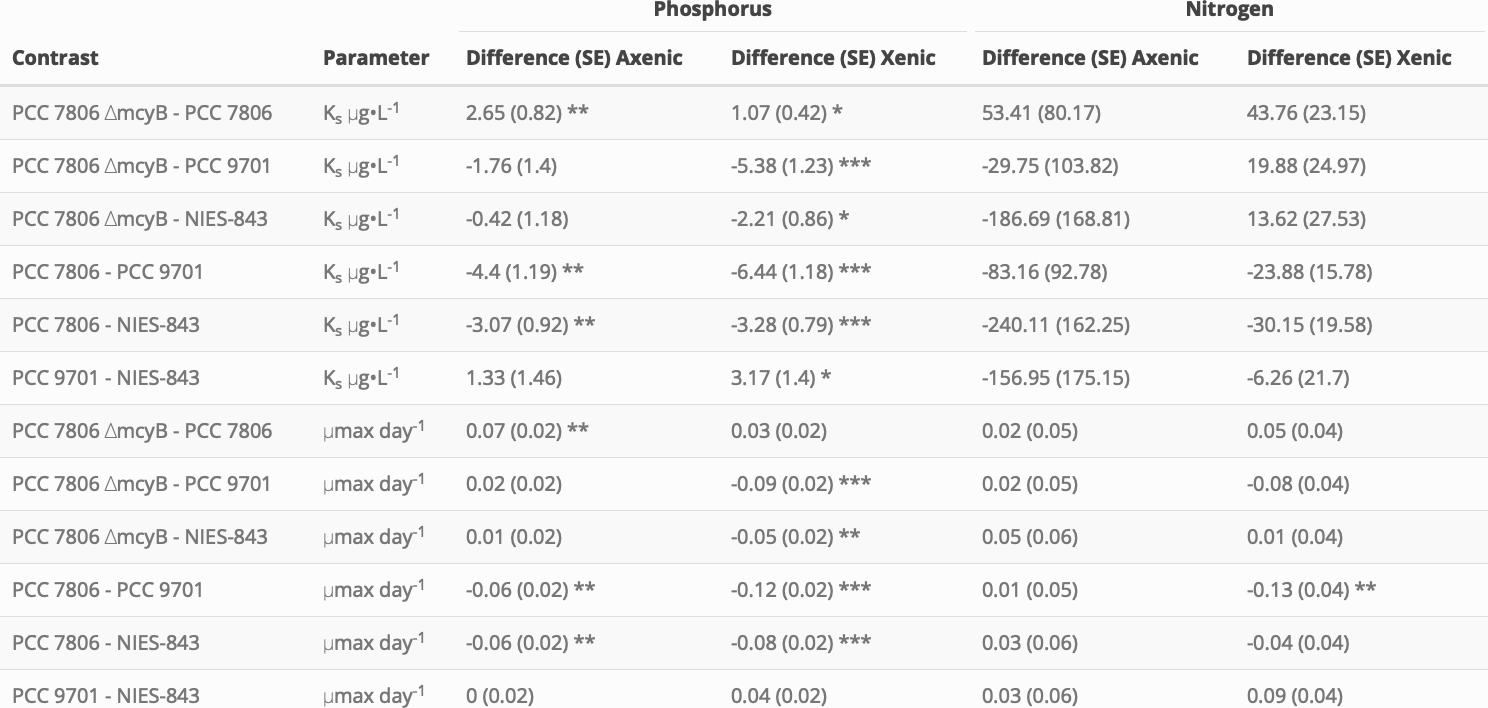 Phosphorus Nitrogen
Contrast Parameter Difference (SE) Axenic Difference (SE) Xenic Difference (SE) Axenic Difference (SE) Xenic
PCC 7806 ΔmcyB - PCC 7806 Ks µg•L-1 2.65 (0.82) ** 1.07 (0.42) * 53.41 (80.17) 43.76 (23.15)
PCC 7806 ΔmcyB - PCC 9701 Ks µg•L-1 -1.76 (1.4) -5.38 (1.23) *** -29.75 (103.82) 19.88 (24.97)
PCC 7806 ΔmcyB - NIES-843 Ks µg•L-1 -0.42 (1.18) -2.21 (0.86) * -186.69 (168.81) 13.62 (27.53)
PCC 7806 - PCC 9701 Ks µg•L-1 -4.4 (1.19) ** -6.44 (1.18) *** -83.16 (92.78) -23.88 (15.78)
PCC 7806 - NIES-843 Ks µg•L-1 -3.07 (0.92) ** -3.28 (0.79) *** -240.11 (162.25) -30.15 (19.58)
PCC 9701 - NIES-843 Ks µg•L-1 1.33 (1.46) 3.17 (1.4) * -156.95 (175.15) -6.26 (21.7)
PCC 7806 ΔmcyB - PCC 7806 µmax day-1 0.07 (0.02) ** 0.03 (0.02) 0.02 (0.05) 0.05 (0.04)
PCC 7806 ΔmcyB - PCC 9701 µmax day-1 0.02 (0.02) -0.09 (0.02) *** 0.02 (0.05) -0.08 (0.04)
PCC 7806 ΔmcyB - NIES-843 µmax day-1 0.01 (0.02) -0.05 (0.02) ** 0.05 (0.06) 0.01 (0.04)
PCC 7806 - PCC 9701 µmax day-1 -0.06 (0.02) ** -0.12 (0.02) *** 0.01 (0.05) -0.13 (0.04) **
PCC 7806 - NIES-843 µmax day-1 -0.06 (0.02) ** -0.08 (0.02) *** 0.03 (0.06) -0.04 (0.04)
PCC 9701 - NIES-843 µmax day-1 0 (0.02) 0.04 (0.02) 0.03 (0.06) 0.09 (0.04)